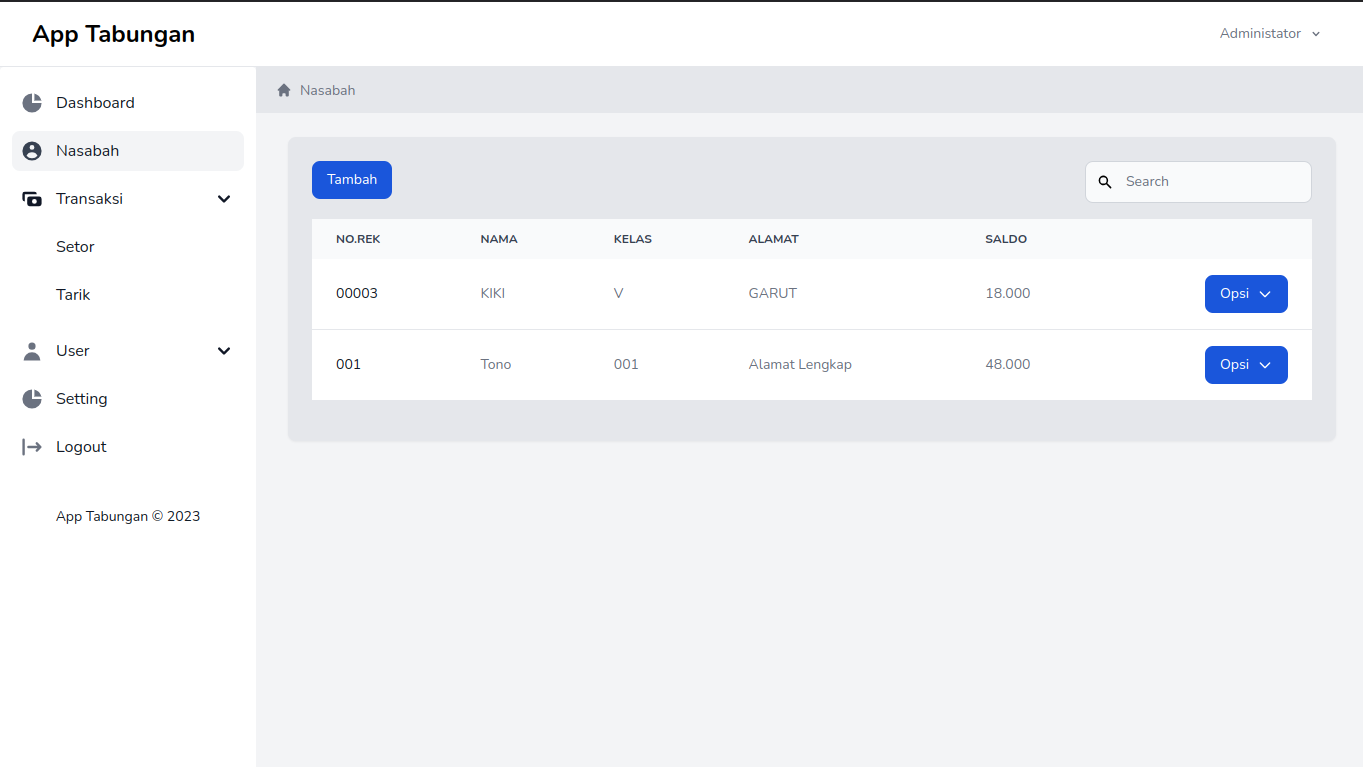 App Tabungan
Administator
Dashboard
Nasabah
Transaksi
Setor
Tarik
User
Setting
Logout
App Tabungan © 2023
Nasabah
Tambah
Search
NO.REK NAMA KELAS ALAMAT SALDO
00003 KIKI V GARUT 18.000 Opsi
001 Tono 001 Alamat Lengkap 48.000 Opsi